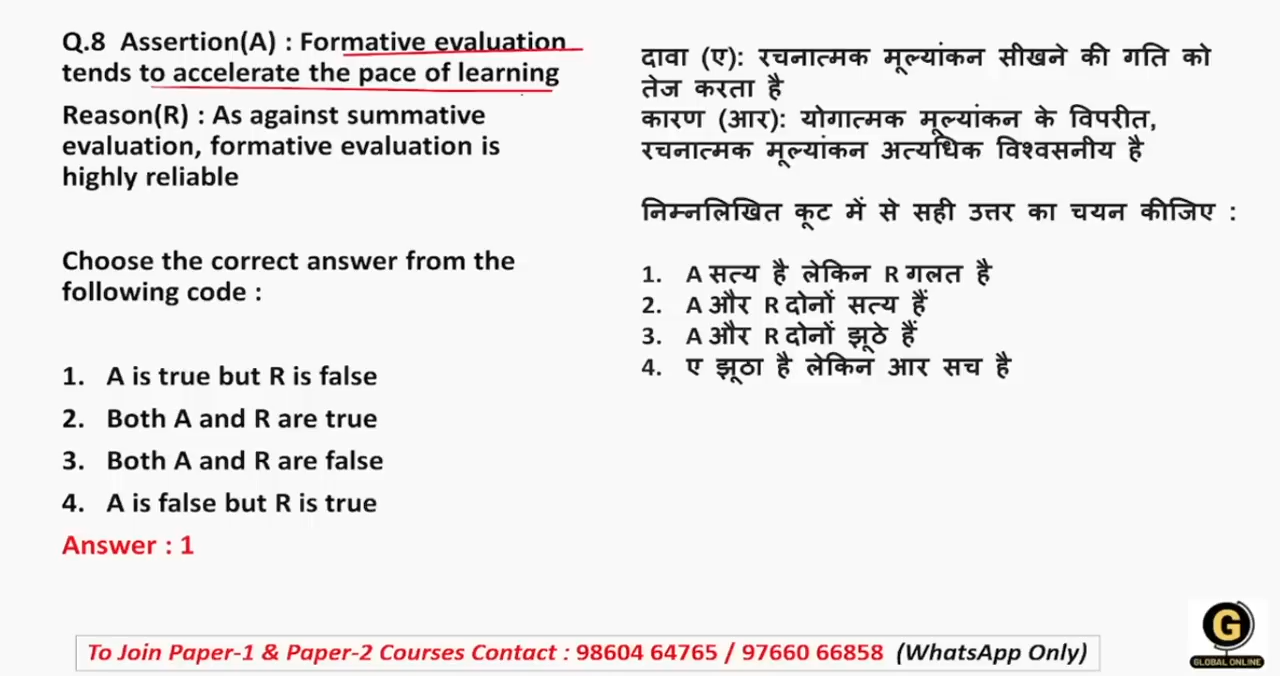 Q.8 Assertion(A) : Formative evaluation
tends to accelerate the pace of learning
Reason(R) : As against summative
evaluation, formative evaluation is
highly reliable
Choose the correct answer from the
following code :
1. A is true but R is false
2. Both A and R are true
3. Both A and R are false
4. A is false but R is true
Answer : 1
दावा (ए): रचनात्मक मूल्यांकन सीखने की गति को
तेज करता है
कारण (आर): योगात्मक मूल्यांकन के विपरीत,
रचनात्मक मूल्यांकन अत्यधिक विश्वसनीय है
निम्नलिखित कूट में से सही उत्तर का चयन कीजिए :
1. A सत्य है लेकिन R गलत है
2. A और R दोनों सत्य हैं
3. A और R दोनों झूठे हैं
4. ए झूठा है लेकिन आर सच है
To Join Paper-1 & Paper-2 Courses Contact : 98604 64765 / 97660 66858 (WhatsApp Only)
G
GLOBAL ONLINE